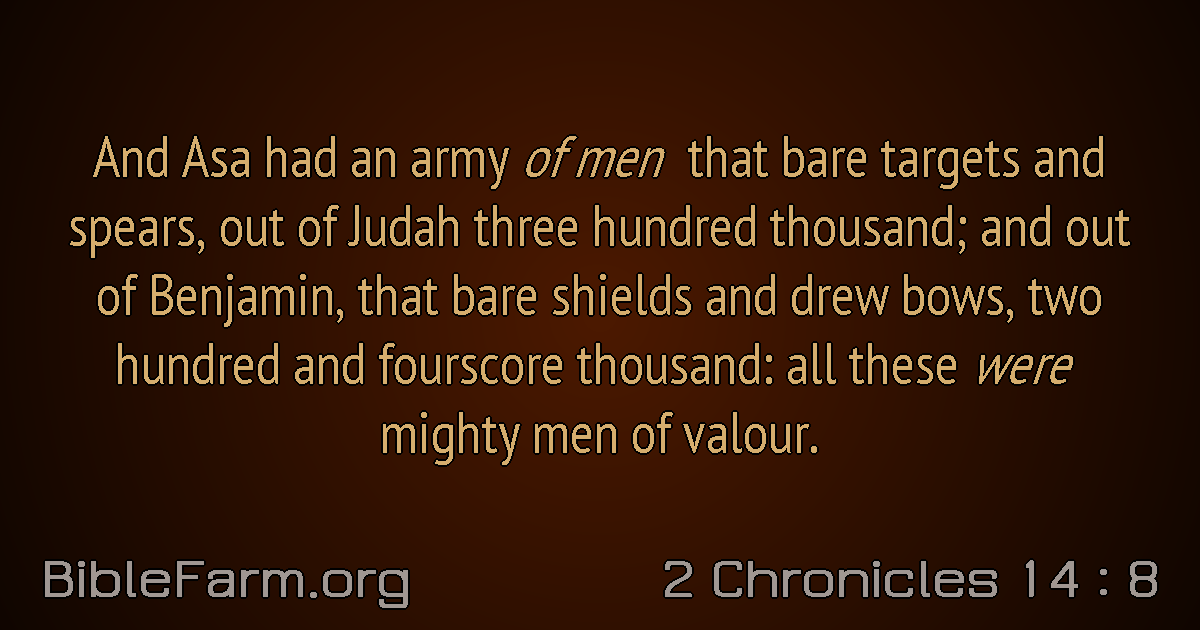 And Asa had an army of men that bare targets and
spears, out of Judah three hundred thousand; and out
of Benjamin, that bare shields and drew bows, two
hundred and fourscore thousand: all these were
mighty men of valour.
BibleFarm.org
2 Chronicles 14 : 8